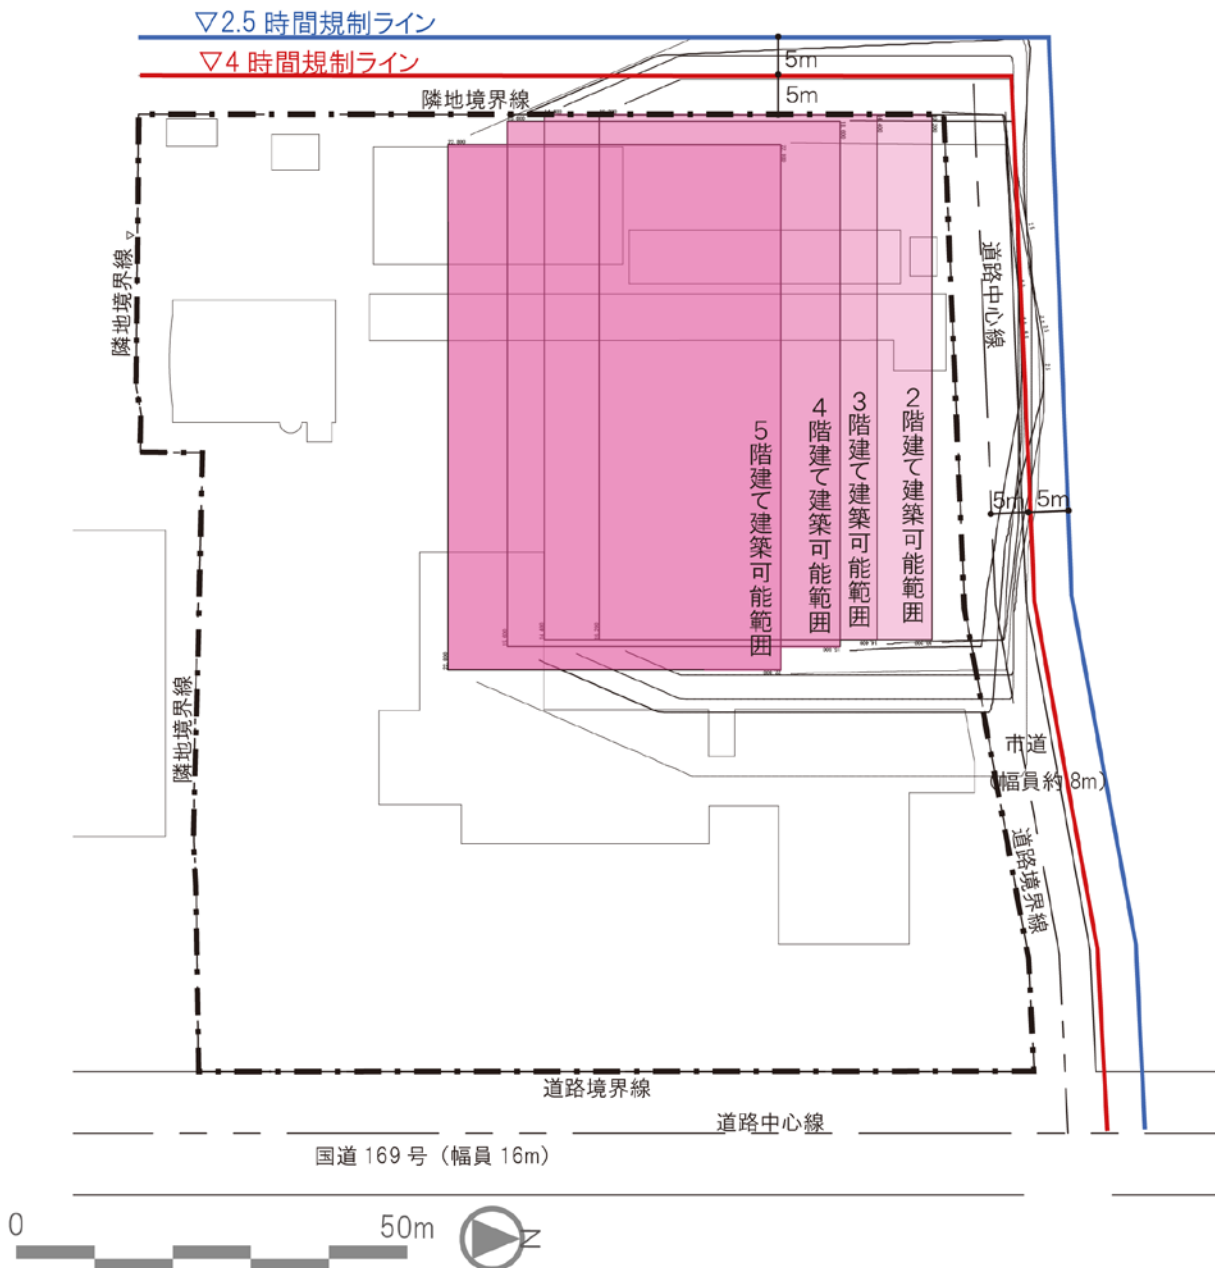 ▽2.5 時間規制ライン
▽4 時間規制ライン
5m
5m
隣地境界線
隣地境界線▽
道路中心線
2階建て建築可能範囲
3階建て建築可能範囲
4階建て建築可能範囲
5階建て建築可能範囲
5m
5m
隣地境界線
市道
(幅員約8m)
道路境界線
道路境界線
道路中心線
国道 169 号（幅員 16m）
0
50m
N